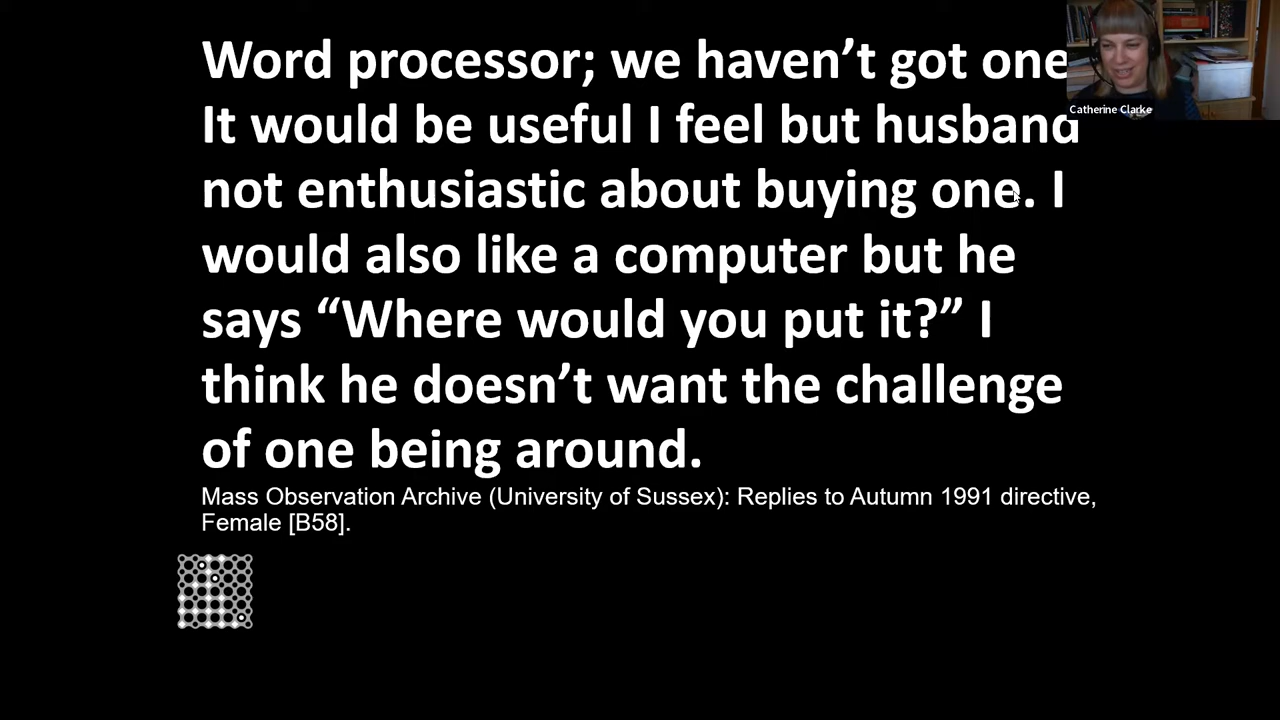 Word processor; we haven’t got one
It would be useful I feel but husband
not enthusiastic about buying one. I
would also like a computer but he
says “Where would you put it?” I
think he doesn’t want the challenge
of one being around.
Mass Observation Archive (University of Sussex): Replies to Autumn 1991 directive,
Female [B58].
Catherine Clarke